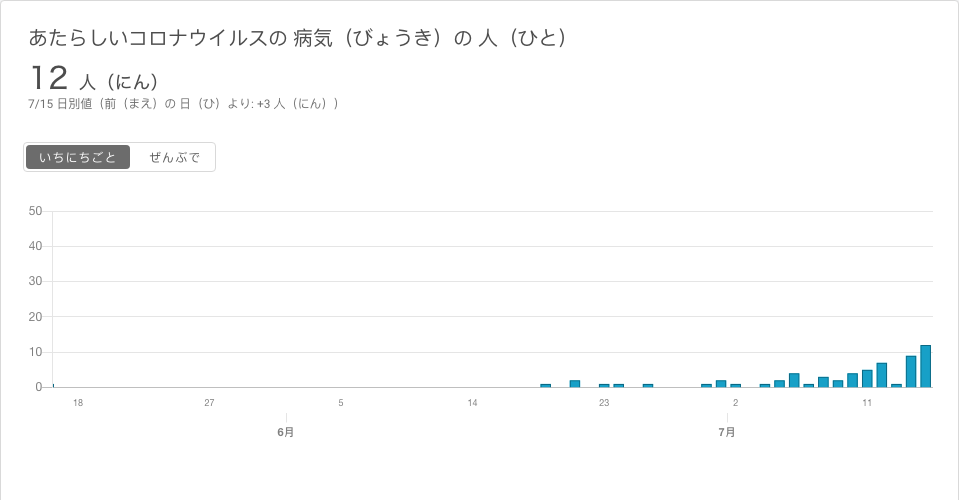 あたらしいコロナウイルスの 病気（びょうき）の 人（ひと）
12 人（にん）
7/15 日別値（前（まえ）の 日（ひ）より: +3 人（にん））
いちにちごと ぜんぶで
50
40
30
20
10
0
18 27 5 14 23 2 11
6月 7月